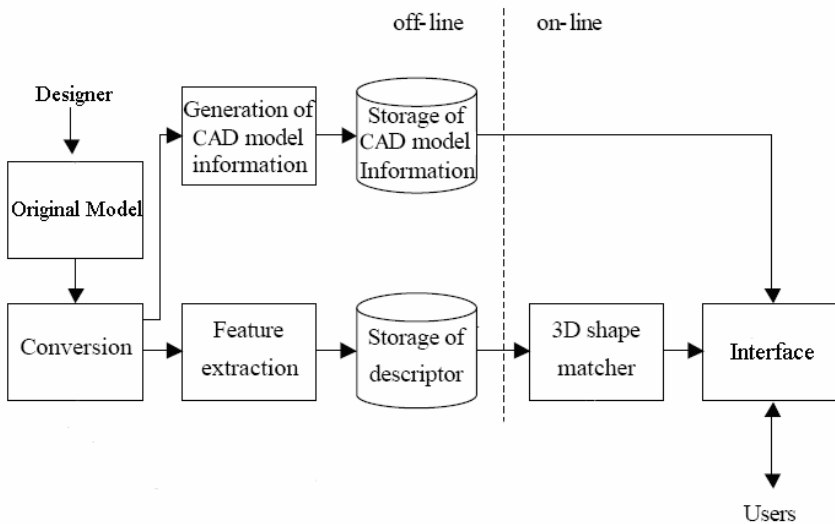 off-line
on-line
Designer
Generation of
CAD model
information
Storage of
CAD model
Information
Original Model
Conversion
Feature
extraction
Storage of
descriptor
3D shape
matcher
Interface
Users